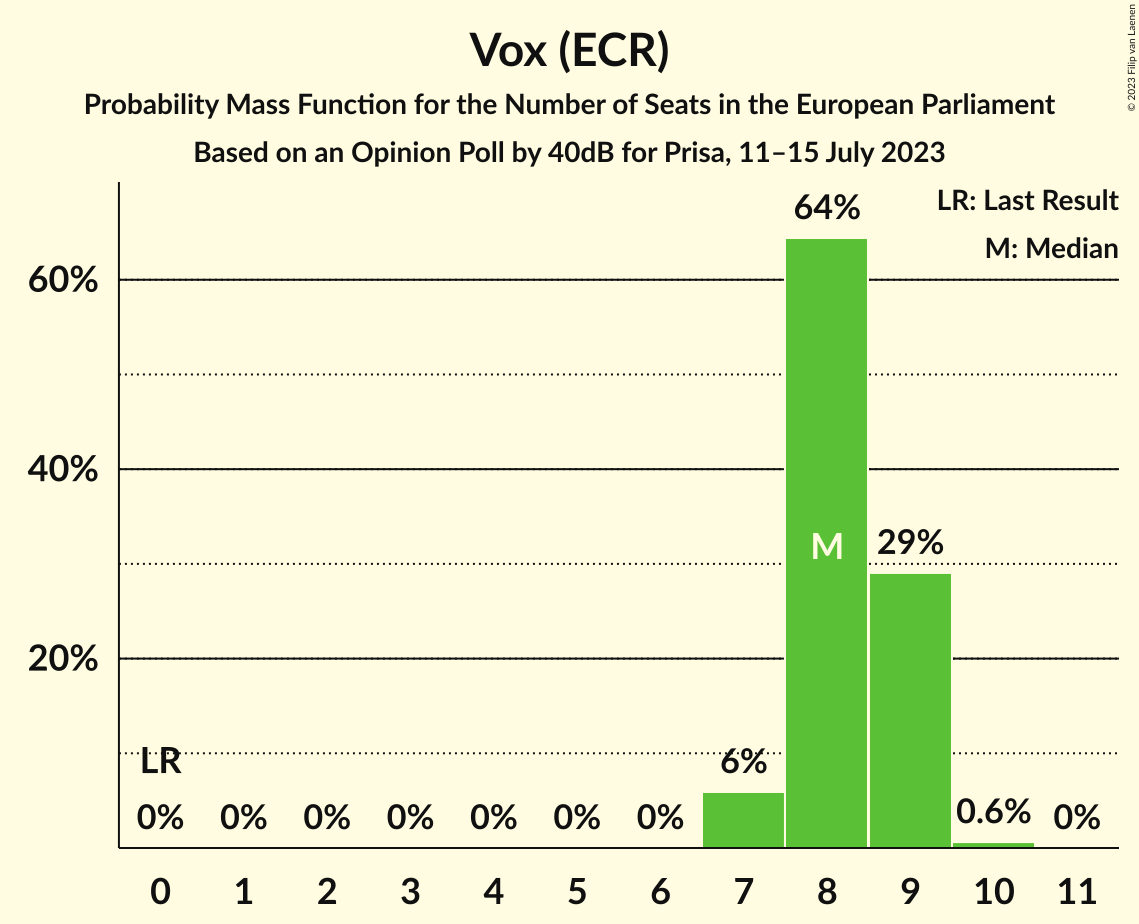 Vox (ECR)
Probability Mass Function for the Number of Seats in the European Parliament
Based on an Opinion Poll by 40dB for Prisa, 11–15 July 2023
© 2023 Filip van Laenen
LR: Last Result
M: Median
64%
60%
40%
M
29%
20%
LR
6%
0% 0% 0% 0% 0% 0% 0% 0.6% 0%
0 1 2 3 4 5 6 7 8 9 10 11